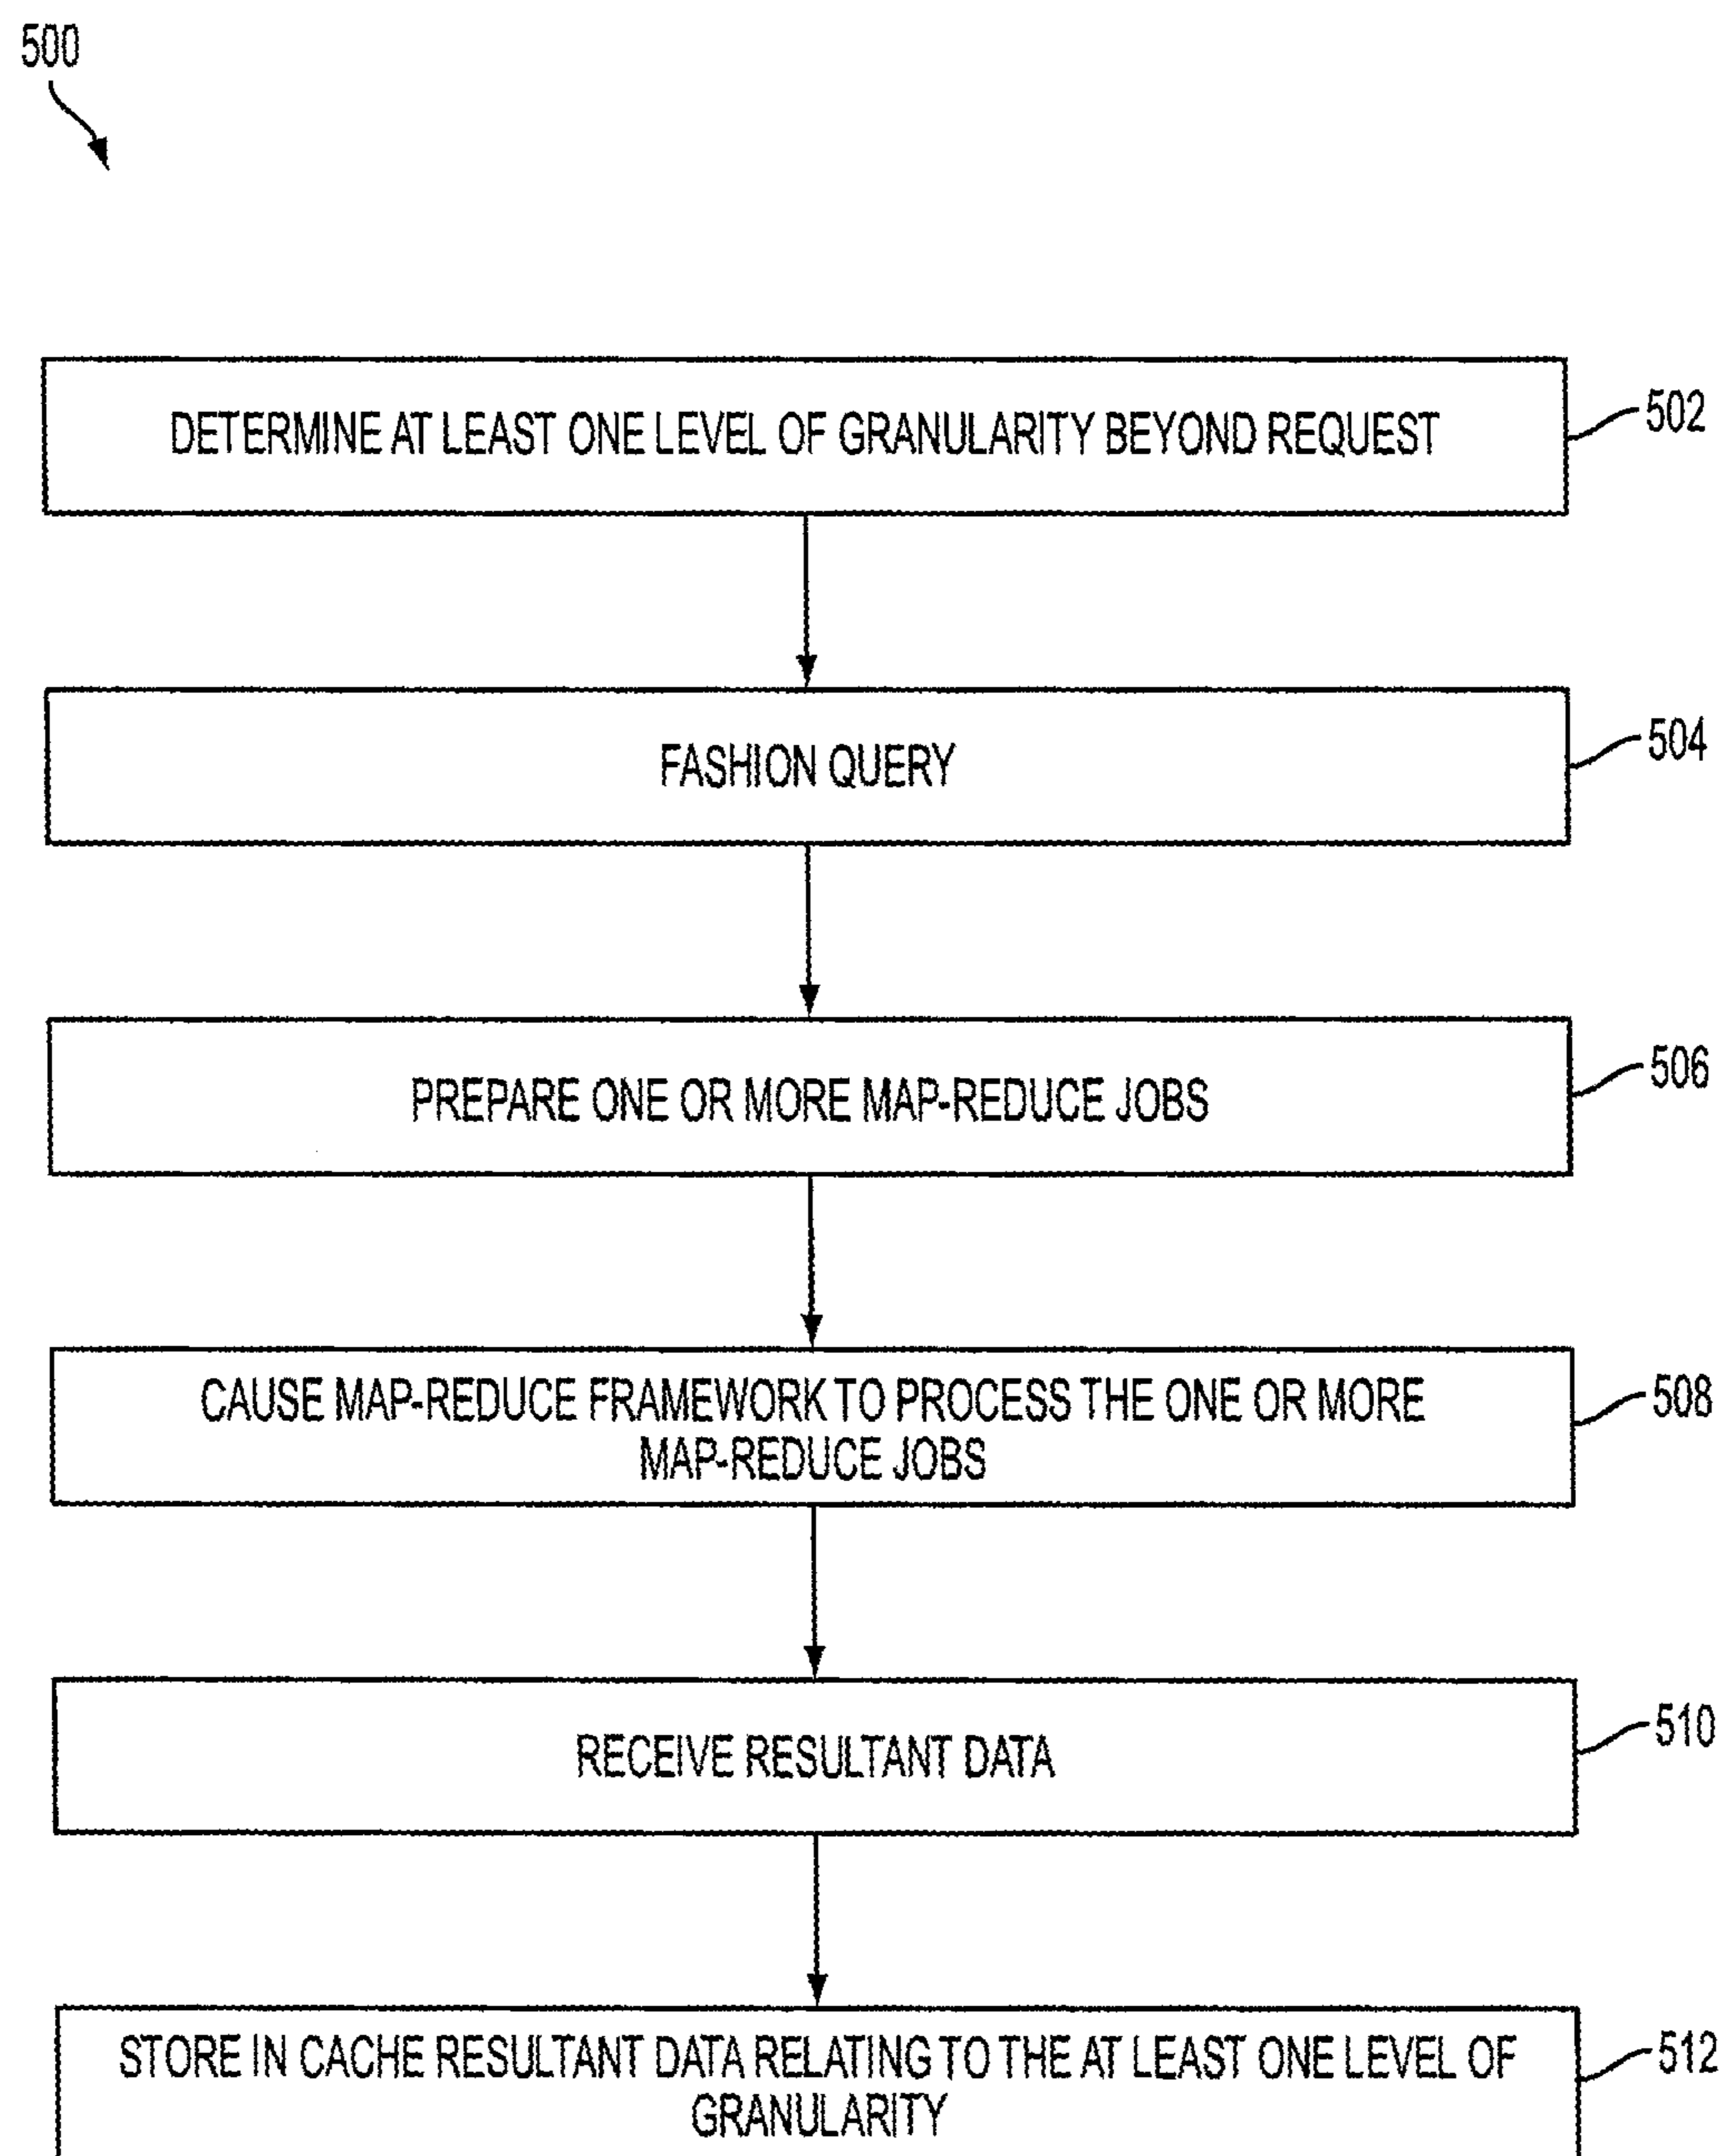 500
DETERMINE AT LEAST ONE LEVEL OF GRANULARITY BEYOND REQUEST
502
FASHION QUERY
504
PREPARE ONE OR MORE MAP-REDUCE JOBS
506
CAUSE MAP-REDUCE FRAMEWORK TO PROCESS THE ONE OR MORE
MAP-REDUCE JOBS
508
RECEIVE RESULTANT DATA
510
STORE IN CACHE RESULTANT DATA RELATING TO THE AT LEAST ONE LEVEL OF
GRANULARITY
512